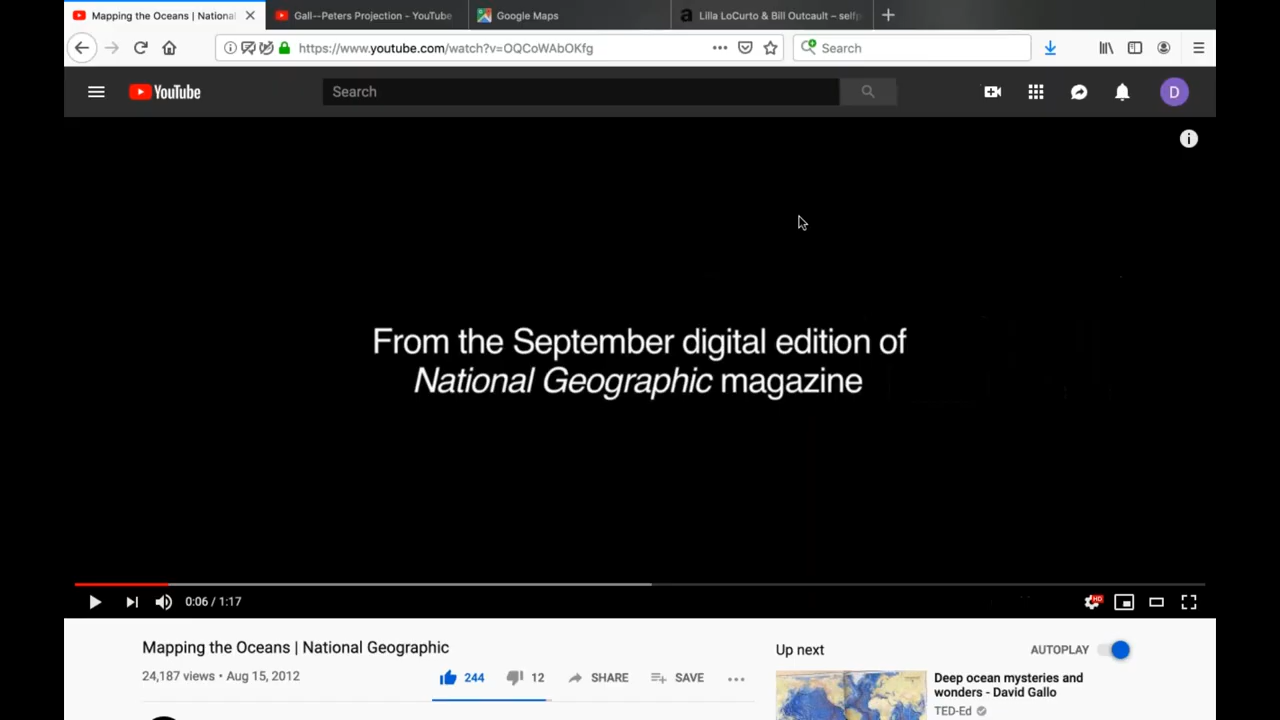 Mapping the Oceans | National
Gall--Peters Projection - YouTube
Google Maps
Lilla LoCurto & Bill Outcault – selfp
https://www.youtube.com/watch?v=OQCoWAbOKfg
Search
YouTube
Search
D
From the September digital edition of
National Geographic magazine
0:06 / 1:17
HD
Mapping the Oceans | National Geographic
24,187 views • Aug 15, 2012
244
12
SHARE
SAVE
Up next
AUTOPLAY
Deep ocean mysteries and
wonders - David Gallo
TED-Ed